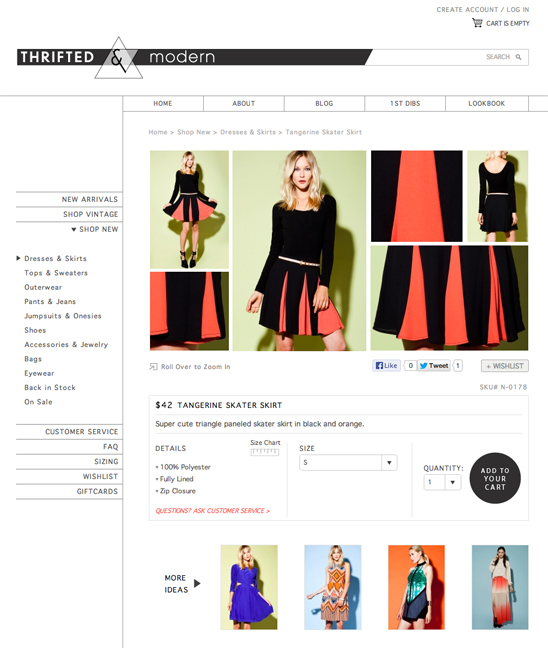 CREATE ACCOUNT / LOG IN
CART IS EMPTY
THRIFTED & modern
SEARCH
HOME ABOUT BLOG 1ST DIBS LOOKBOOK
Home > Shop New > Dresses & Skirts > Tangerine Skater Skirt
NEW ARRIVALS
SHOP VINTAGE
SHOP NEW
Dresses & Skirts
Tops & Sweaters
Outerwear
Pants & Jeans
Jumpsuits & Onesies
Shoes
Accessories & Jewelry
Bags
Eyewear
Back in Stock
On Sale
CUSTOMER SERVICE
FAQ
SIZING
WISHLIST
GIFTCARDS
Roll Over to Zoom In
Like 0 Tweet 1
+ WISHLIST
SKU# N-0178
$42 TANGERINE SKATER SKIRT
Super cute triangle paneled skater skirt in black and orange.
DETAILS
Size Chart
100% Polyester
Fully Lined
Zip Closure
QUESTIONS? ASK CUSTOMER SERVICE >
SIZE
S
QUANTITY:
1
ADD TO
YOUR
CART
MORE
IDEAS